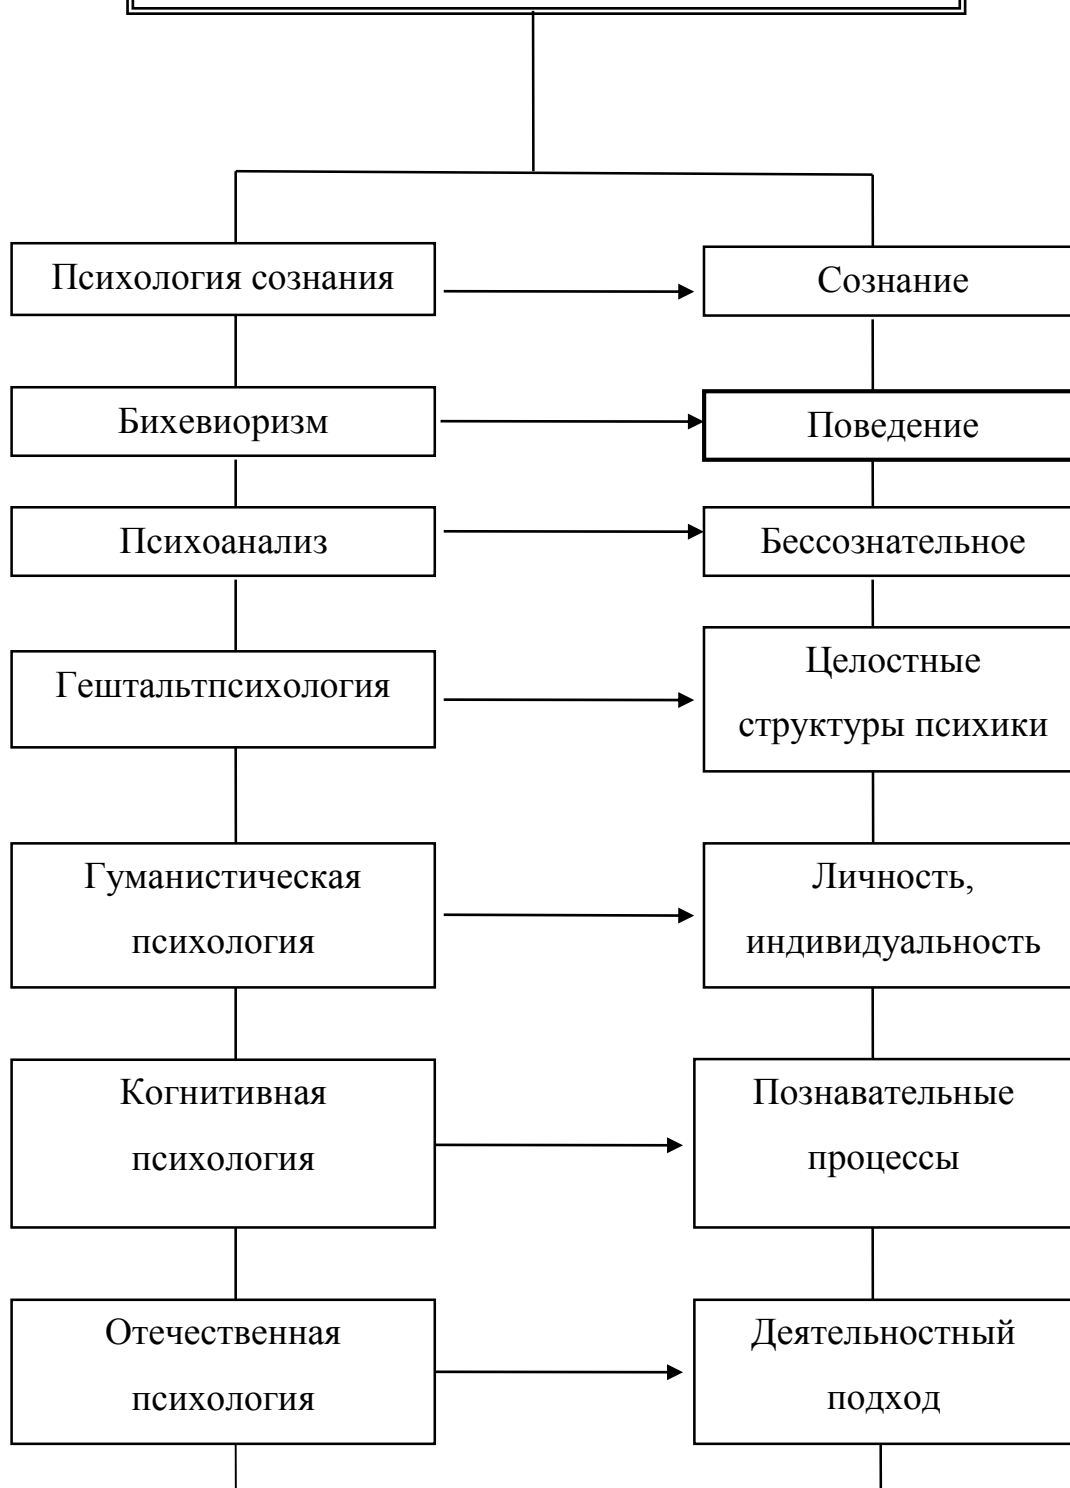 Психология сознания
Сознание
Бихевиоризм
Поведение
Психоанализ
Бессознательное
Гештальтпсихология
Целостные
структуры психики
Гуманистическая
психология
Личность,
индивидуальность
Когнитивная
психология
Познавательные
процессы
Отечественная
психология
Деятельностный
подход